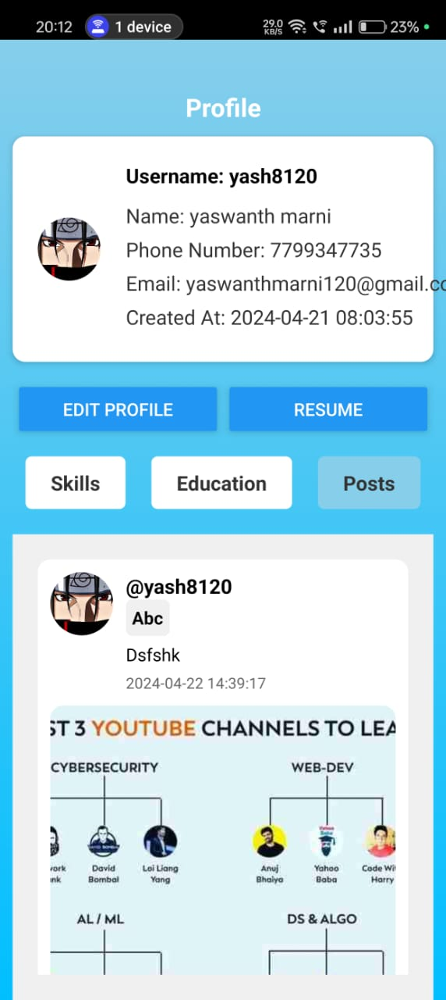 20:12 1 device 29.0 KB/S 23%
Profile
Username: yash8120
Name: yaswanth marni
Phone Number: 7799347735
Email: yaswanthmarni120@gmail.co
Created At: 2024-04-21 08:03:55
EDIT PROFILE RESUME
Skills Education Posts
@yash8120
Abc
Dsfshk
2024-04-22 14:39:17
ST 3 YOUTUBE CHANNELS TO LEA
CYBERSECURITY WEB-DEV
David Loi Liang Anuj Yahoo Code Wi
Bombal Yang Bhaiya Baba Harry
AL / ML DS & ALGO